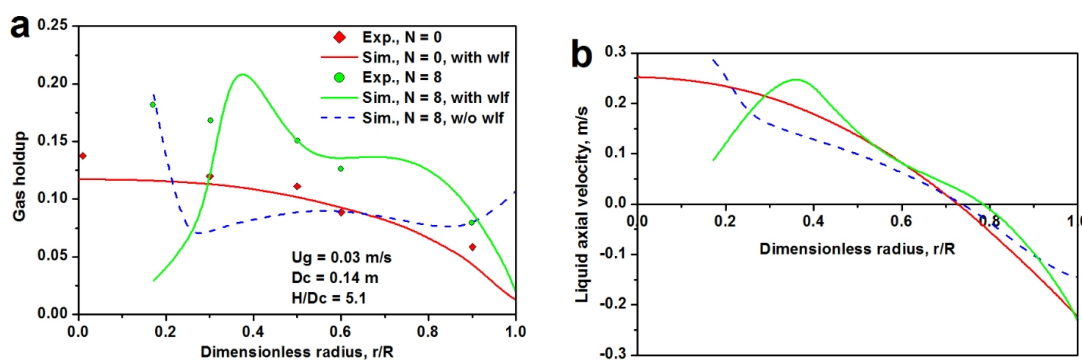 a
0.25
0.20
0.15
0.10
0.05
0.00
Gas holdup
Exp., N = 0
Sim., N = 0, with wlf
Exp., N = 8
Sim., N = 8, with wlf
Sim., N = 8, w/o wlf
Ug = 0.03 m/s
Dc = 0.14 m
H/Dc = 5.1
0.0 0.2 0.4 0.6 0.8 1.0
Dimensionless radius, r/R
b
0.3
0.2
0.1
0.0
-0.1
-0.2
-0.3
Liquid axial velocity, m/s
0.0 0.2 0.4 0.6 0.8 1.0
Dimensionless radius, r/R